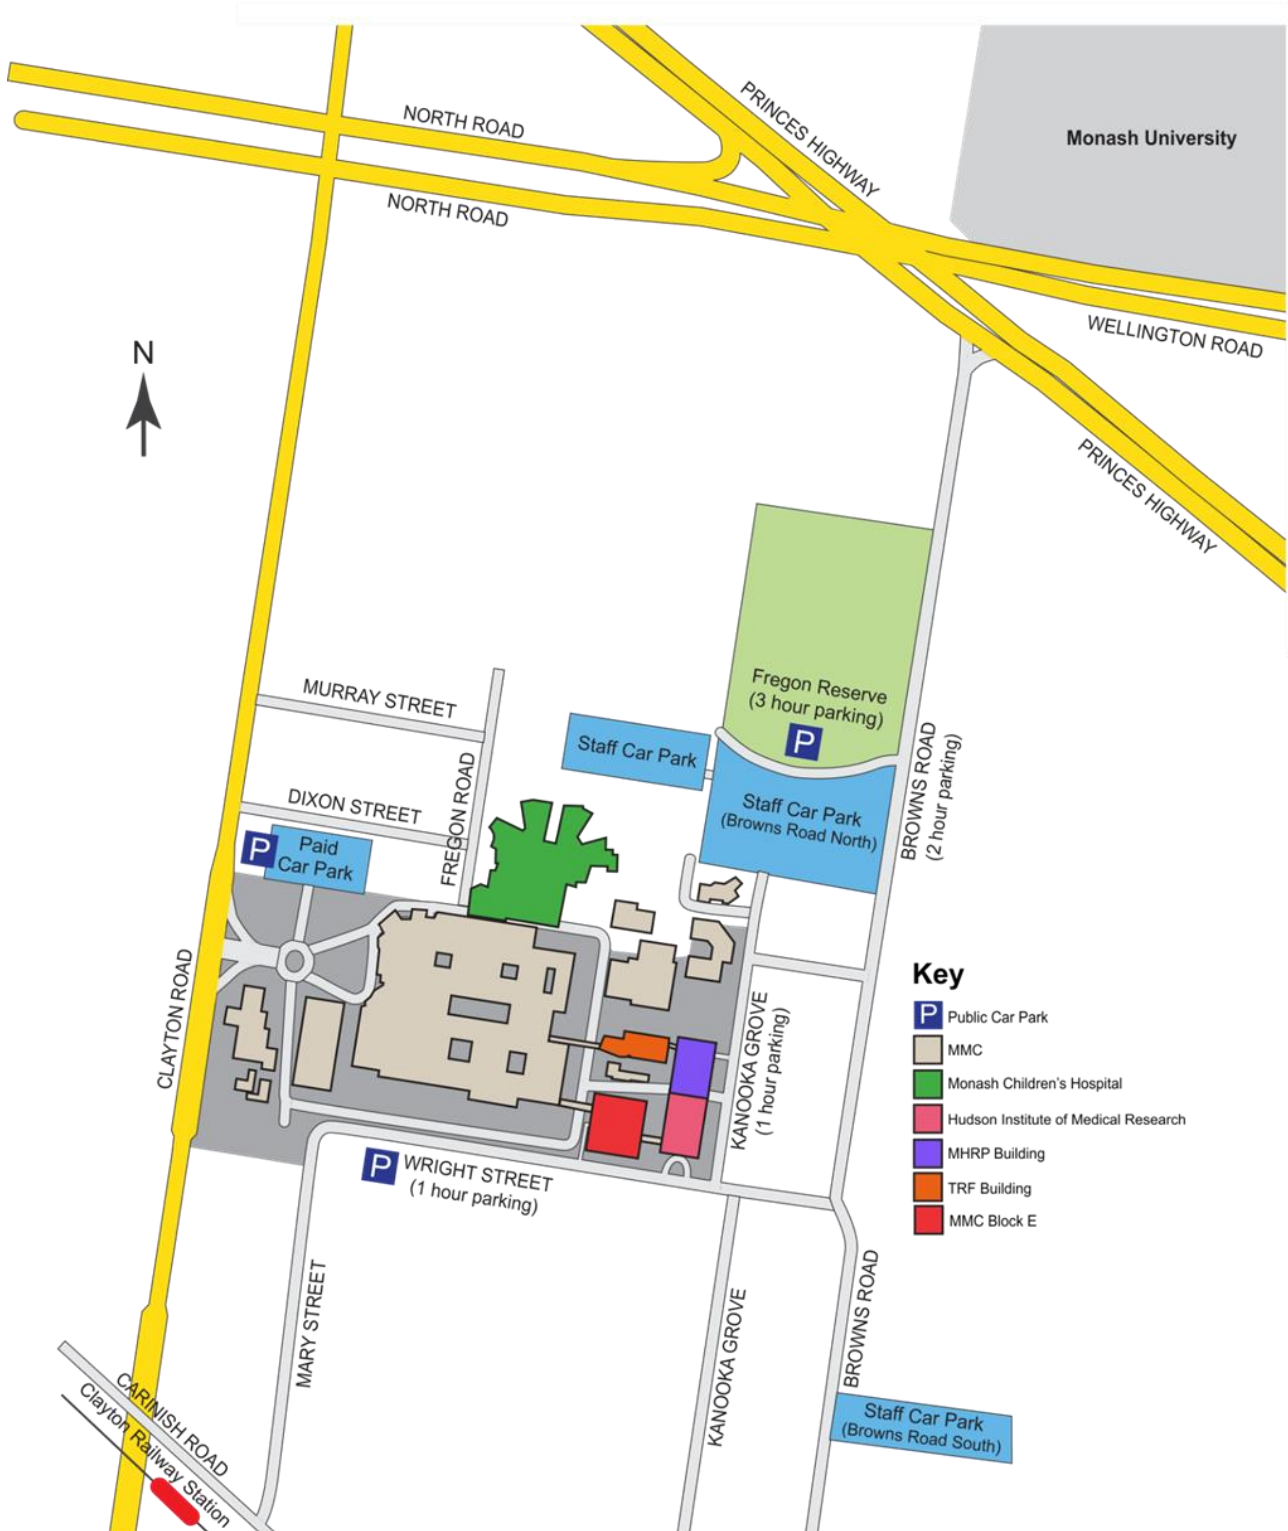 NORTH ROAD
PRINCES HIGHWAY
Monash University
NORTH ROAD
WELLINGTON ROAD
N
PRINCES HIGHWAY
Fregon Reserve
(3 hour parking)
P
MURRAY STREET
Staff Car Park
FREGON ROAD
BROWNS ROAD
(2 hour parking)
DIXON STREET
Staff Car Park
(Browns Road North)
P
Paid
Car Park
CLAYTON ROAD
KANOOKA GROVE
(1 hour parking)
Key
P Public Car Park
MMC
Monash Children's Hospital
Hudson Institute of Medical Research
MHRP Building
TRF Building
MMC Block E
P
WRIGHT STREET
(1 hour parking)
MARY STREET
KANOOKA GROVE
BROWNS ROAD
CARINISH ROAD
Clayton Railway Station
Staff Car Park
(Browns Road South)